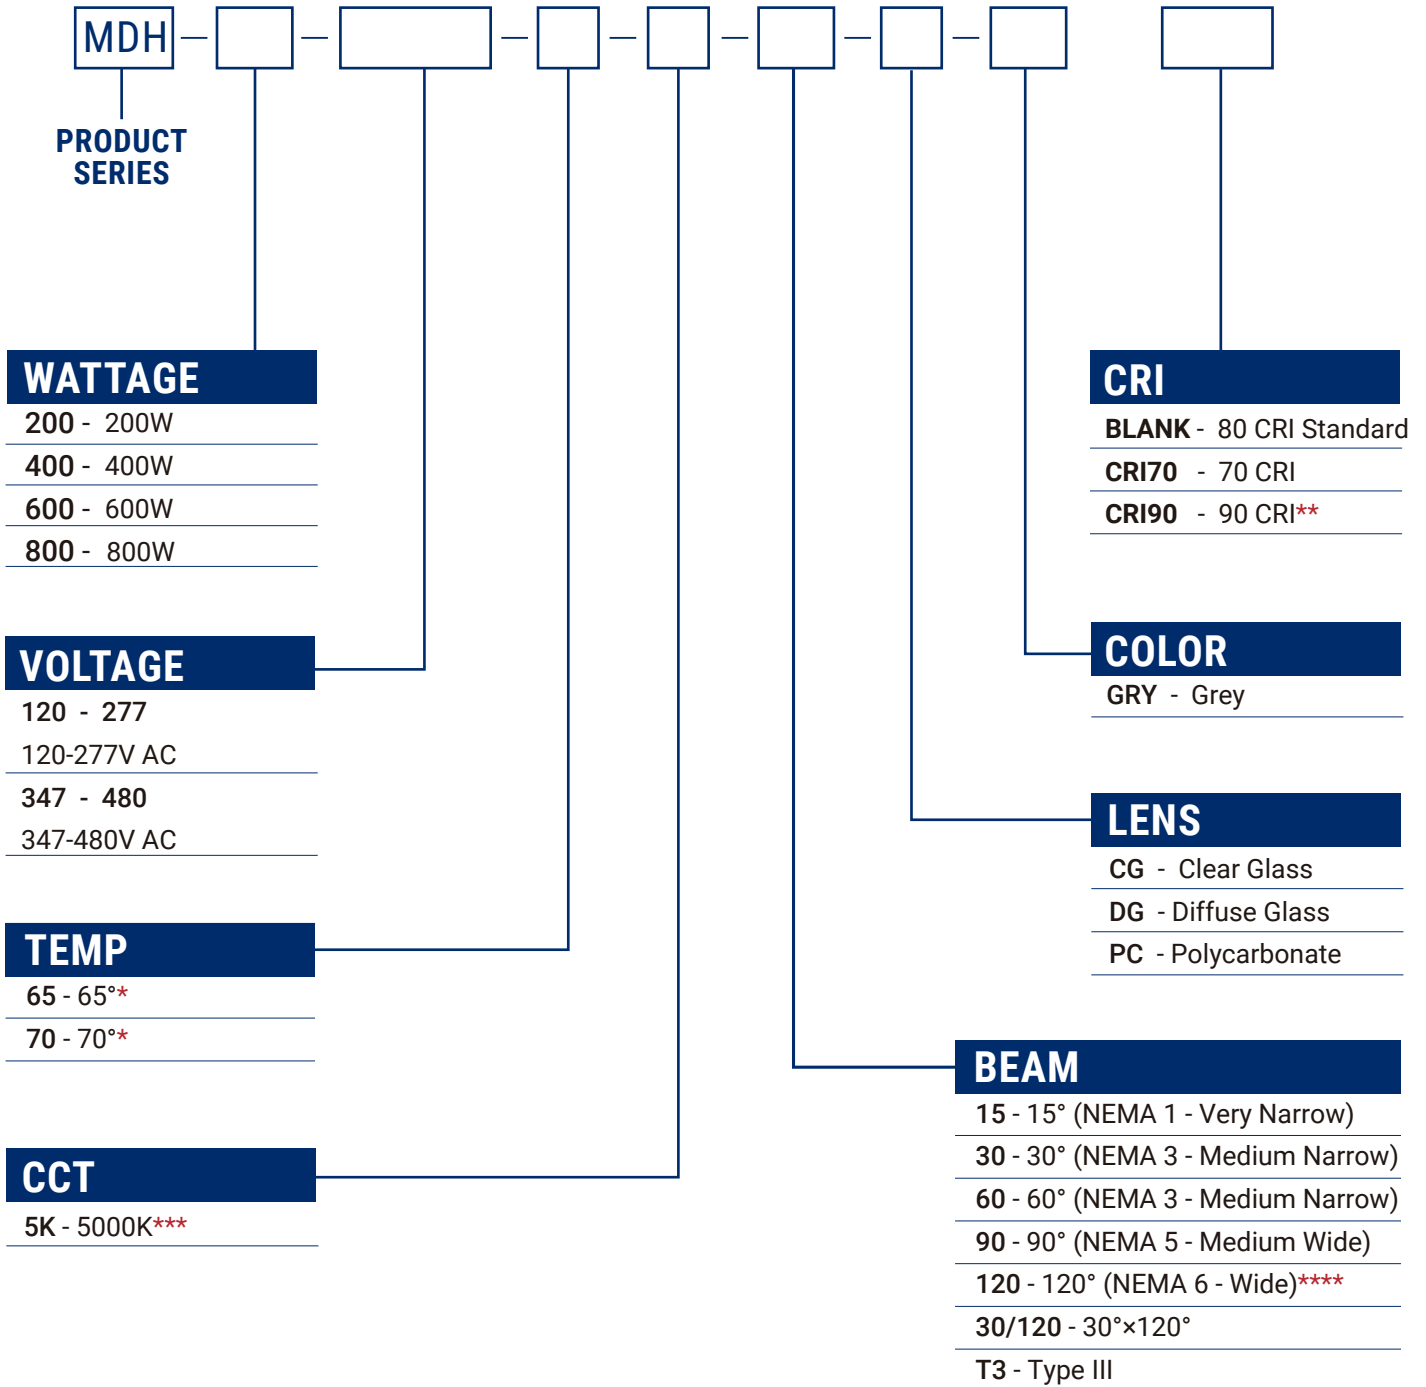 MDH
PRODUCT
SERIES
WATTAGE
200 - 200W
400 - 400W
600 - 600W
800 - 800W
VOLTAGE
120 - 277
120-277V AC
347 - 480
347-480V AC
TEMP
65 - 65°*
70 - 70°*
CCT
5K - 5000K***
CRI
BLANK - 80 CRI Standard
CRI70 - 70 CRI
CRI90 - 90 CRI**
COLOR
GRY - Grey
LENS
CG - Clear Glass
DG - Diffuse Glass
PC - Polycarbonate
BEAM
15 - 15° (NEMA 1 - Very Narrow)
30 - 30° (NEMA 3 - Medium Narrow)
60 - 60° (NEMA 3 - Medium Narrow)
90 - 90° (NEMA 5 - Medium Wide)
120 - 120° (NEMA 6 - Wide)****
30/120 - 30°×120°
T3 - Type III